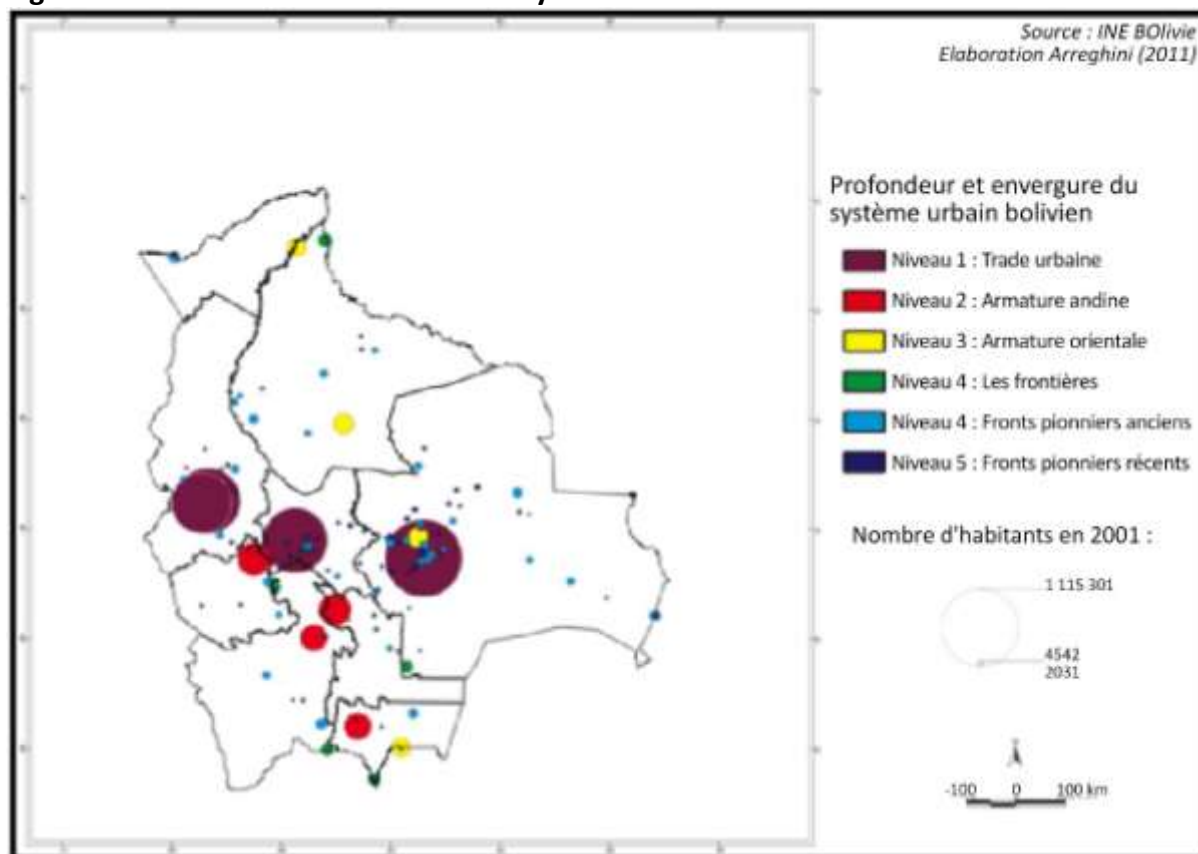 Source : INE BOlivie
Elaboration Arreghini (2011)
Profondeur et envergure du
système urbain bolivien
Niveau 1 : Trade urbaine
Niveau 2 : Armature andine
Niveau 3 : Armature orientale
Niveau 4 : Les frontières
Niveau 4 : Fronts pionniers anciens
Niveau 5 : Fronts pionniers récents
Nombre d'habitants en 2001 :
1 115 301
4542
2031
-100 0 100 km